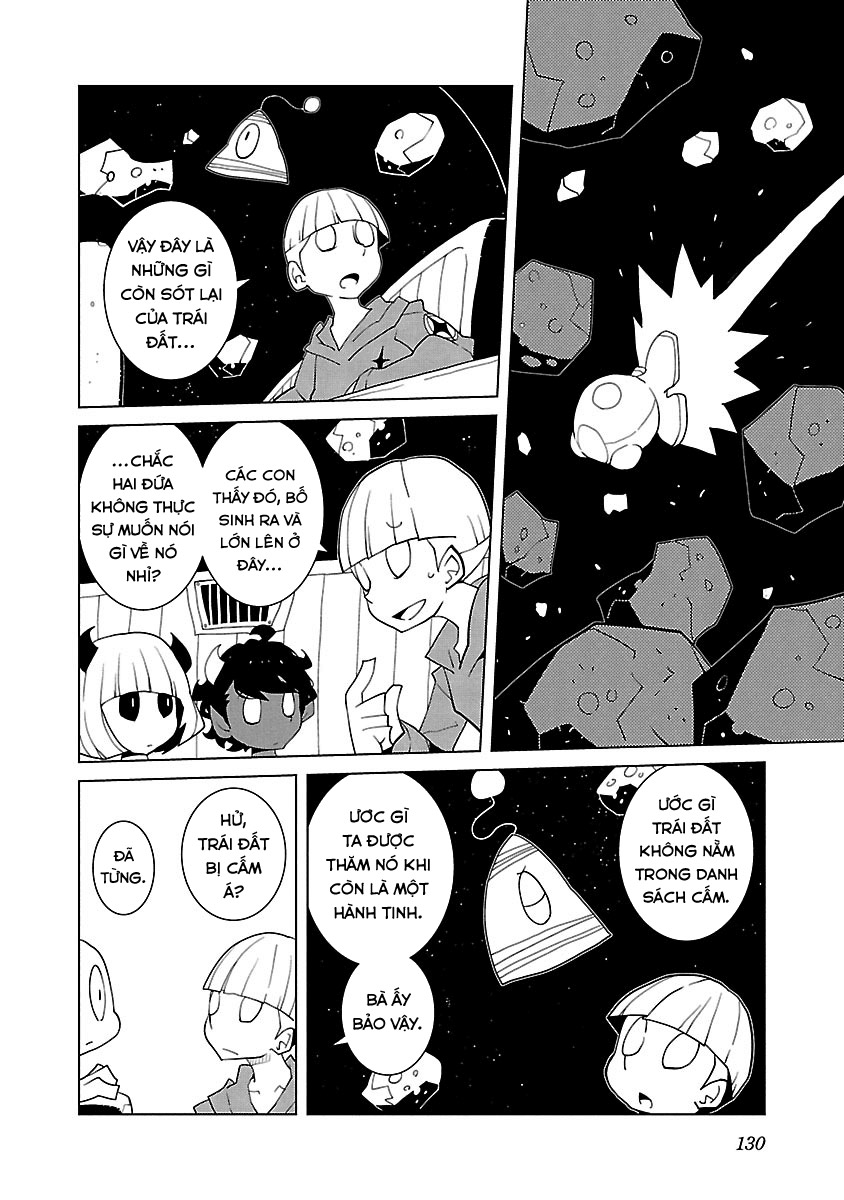 VẬY ĐÂY LÀ
NHỮNG GÌ
CÒN SÓT LẠI
CỦA TRÁI
ĐẤT...
CÁC CON
THẤY ĐÓ, BỐ
SINH RA VÀ
LỚN LÊN Ở
ĐÂY...
...CHẮC
HAI ĐỨA
KHÔNG THỰC
SỰ MUỐN NÓI
GÌ VỀ NÓ
NHỈ?
ƯỚC GÌ
TRÁI ĐẤT
KHÔNG NẰM
TRONG DANH
SÁCH CẤM.
ƯƠC GÌ
TA ĐƯỢC
THĂM NÓ KHI
CÒN LÀ MỘT
HÀNH TINH.
BÀ ẤY
BẢO VẬY.
HỬ,
TRÁI ĐẤT
BỊ CẤM
Á?
ĐÃ
TỪNG.
130